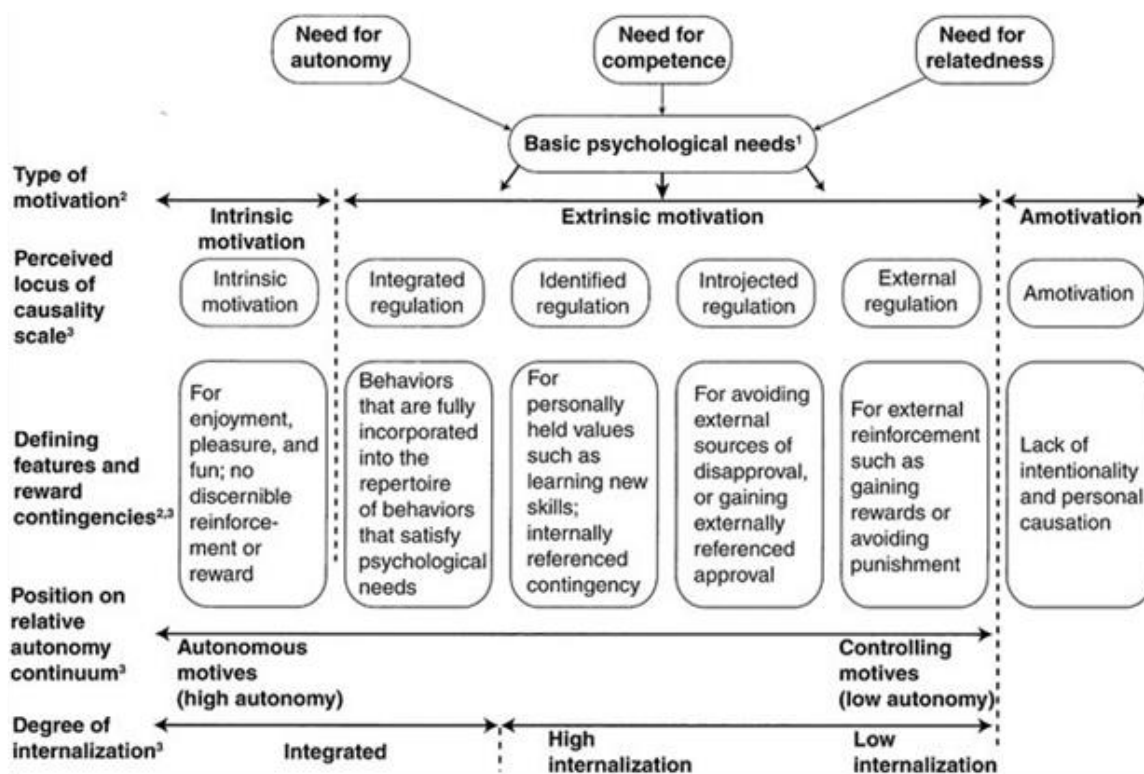 Need for
autonomy
Need for
competence
Need for
relatedness
Basic psychological needs¹
Type of
motivation²
Intrinsic
motivation
Extrinsic motivation
Amotivation
Perceived
locus of
causality
scale³
Intrinsic
motivation
Integrated
regulation
Identified
regulation
Introjected
regulation
External
regulation
Amotivation
Defining
features and
reward
contingencies²,³
For
enjoyment,
pleasure, and
fun; no
discernible
reinforce-
ment or
reward
Behaviors
that are fully
incorporated
into the
repertoire
of behaviors
that satisfy
psychological
needs
For
personally
held values
such as
learning new
skills;
internally
referenced
contingency
For avoiding
external
sources of
disapproval,
or gaining
externally
referenced
approval
For external
reinforcement
such as
gaining
rewards or
avoiding
punishment
Lack of
intentionality
and personal
causation
Position on
relative
autonomy
continuum³
Autonomous
motives
(high autonomy)
Controlling
motives
(low autonomy)
Degree of
internalization³
Integrated
High
internalization
Low
internalization